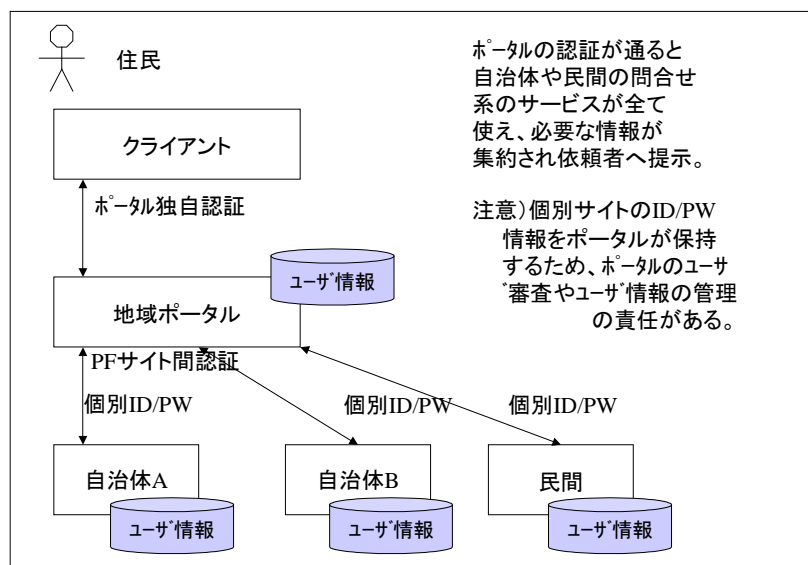 住民
ﾎﾟｰﾀルの認証が通ると
自治体や民間の問合せ
系のサービスが全て
使え、必要な情報が
集約され依頼者へ提示。
クライアント
ﾎﾟｰﾀル独自認証
注意）個別サイトのID/PW
情報をポータルが保持
するため、ﾎﾟｰﾀルのユーザ
ﾞ審査やユーザﾞ情報の管理
の責任がある。
ﾕｰｻﾞ情報
地域ポータル
PFサイト間認証
個別ID/PW
個別ID/PW
個別ID/PW
自治体A
自治体B
民間
ﾕｰｻﾞ情報
ﾕｰｻﾞ情報
ﾕｰｻﾞ情報